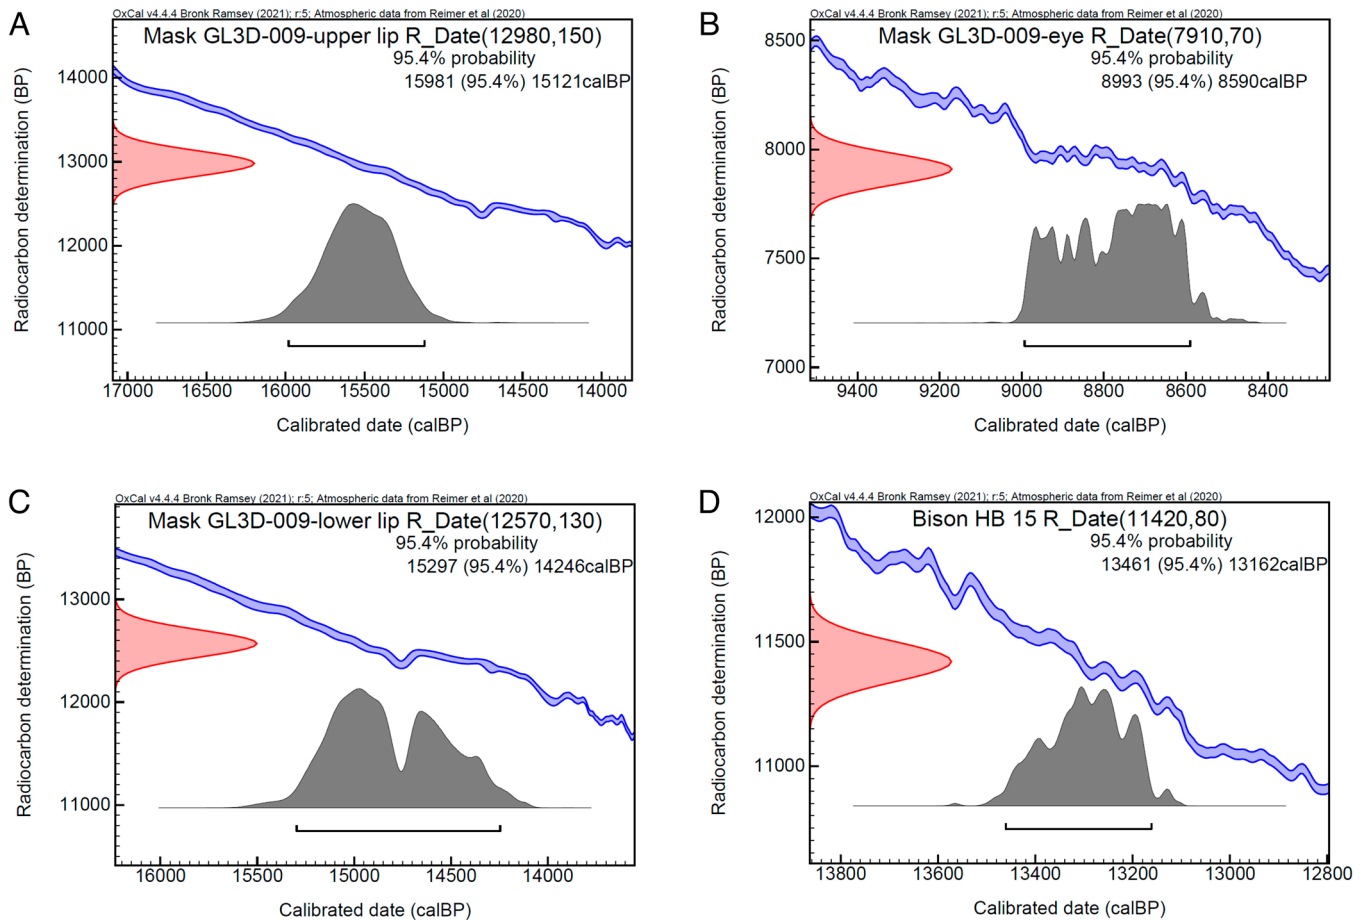 A
OxCal v4.4.4 Bronk Ramsey (2021); r:5; Atmospheric data from Reimer et al (2020)
Mask GL3D-009-upper lip R_Date(12980,150)
95.4% probability
15981 (95.4%) 15121calBP
Radiocarbon determination (BP)
14000
13000
12000
11000
17000 16500 16000 15500 15000 14500 14000
Calibrated date (calBP)
B
OxCal v4.4.4 Bronk Ramsey (2021); r:5; Atmospheric data from Reimer et al (2020)
Mask GL3D-009-eye R_Date(7910,70)
95.4% probability
8993 (95.4%) 8590calBP
Radiocarbon determination (BP)
8500
8000
7500
7000
9400 9200 9000 8800 8600 8400
Calibrated date (calBP)
C
OxCal v4.4.4 Bronk Ramsey (2021); r:5; Atmospheric data from Reimer et al (2020)
Mask GL3D-009-lower lip R_Date(12570,130)
95.4% probability
15297 (95.4%) 14246calBP
Radiocarbon determination (BP)
13000
12000
11000
16000 15500 15000 14500 14000
Calibrated date (calBP)
D
OxCal v4.4.4 Bronk Ramsey (2021); r:5; Atmospheric data from Reimer et al (2020)
Bison HB 15 R_Date(11420,80)
95.4% probability
13461 (95.4%) 13162calBP
Radiocarbon determination (BP)
12000
11500
11000
13800 13600 13400 13200 13000 12800
Calibrated date (calBP)